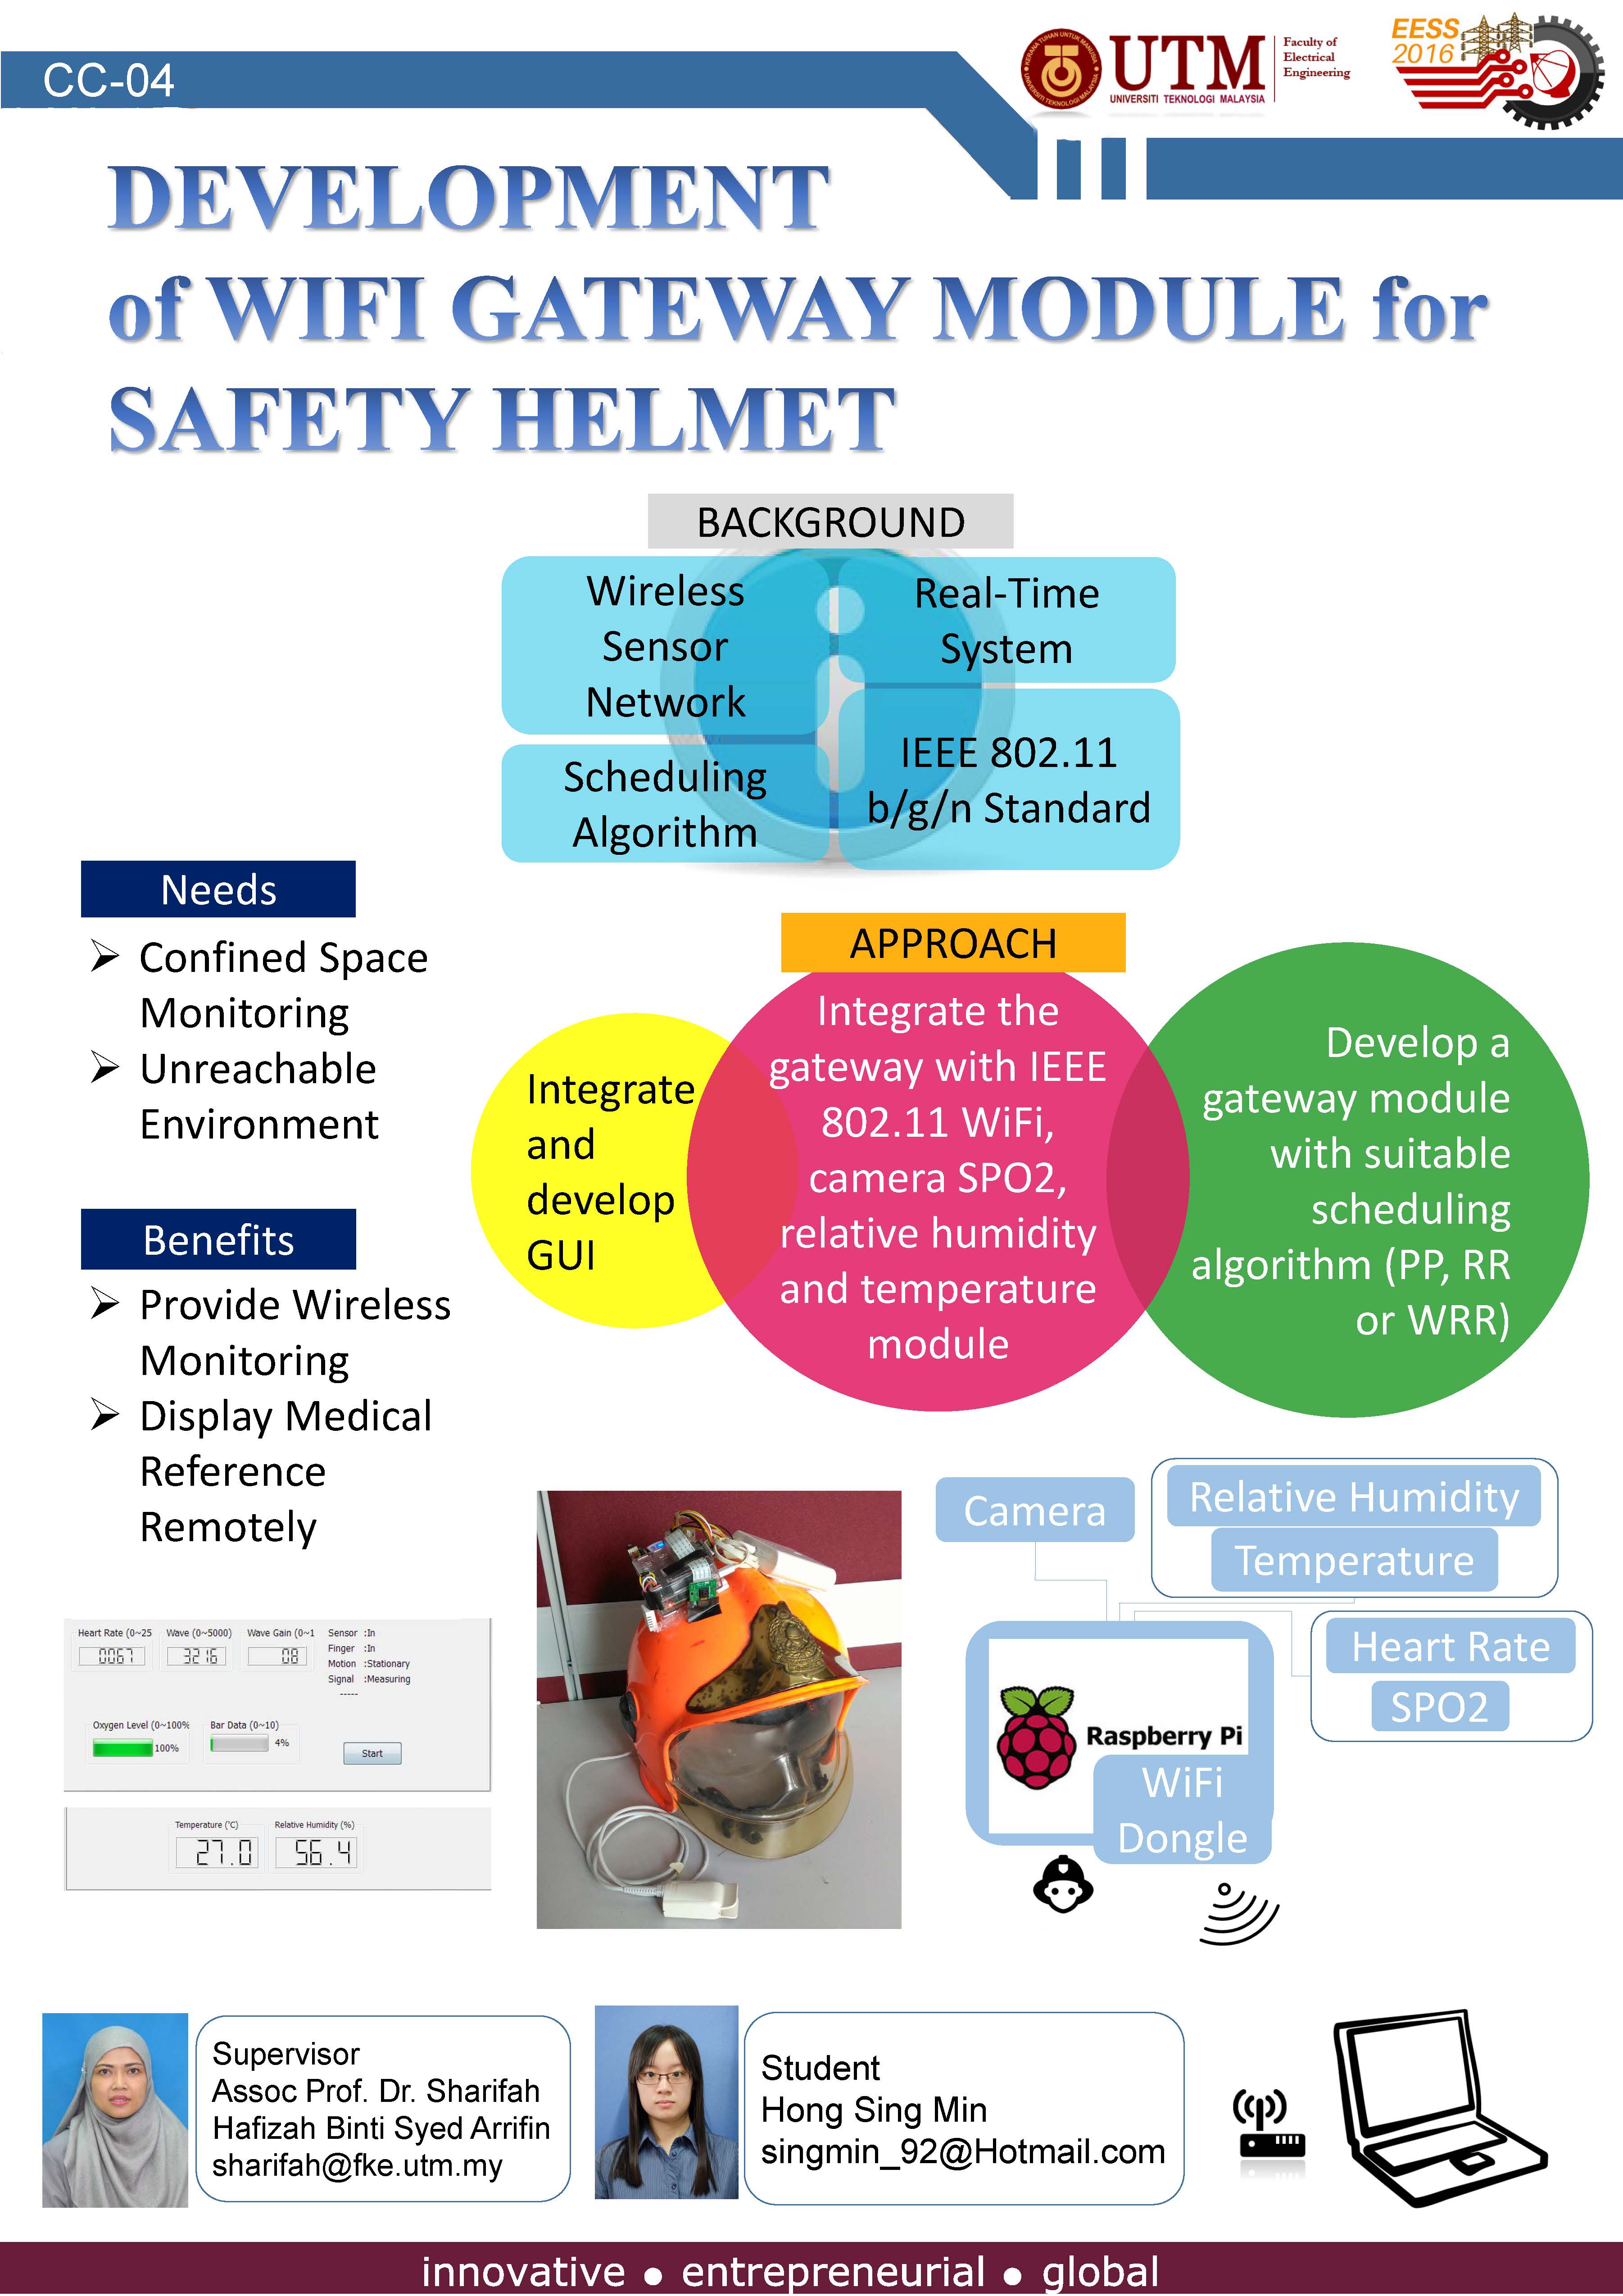 CC-04
KERANA TUHAN UNTUK MANUSIA
UNIVERSITI TEKNOLOGI MALAYSIA
UTM
UNIVERSITI TEKNOLOGI MALAYSIA
Faculty of
Electrical
Engineering
EESS
2016
DEVELOPMENT
of WIFI GATEWAY MODULE for
SAFETY HELMET
BACKGROUND
Wireless
Sensor
Network
Real-Time
System
Scheduling
Algorithm
IEEE 802.11
b/g/n Standard
Needs
➢ Confined Space
Monitoring
➢ Unreachable
Environment
Benefits
➢ Provide Wireless
Monitoring
➢ Display Medical
Reference
Remotely
APPROACH
Integrate
and
develop
GUI
Integrate the
gateway with IEEE
802.11 WiFi,
camera SPO2,
relative humidity
and temperature
module
Develop a
gateway module
with suitable
scheduling
algorithm (PP, RR
or WRR)
Heart Rate (0~25
0067
Wave (0~5000)
3216
Wave Gain (0~1
08
Sensor :In
Finger :In
Motion :Stationary
Signal :Measuring
-----
Oxygen Level (0~100%
100%
Bar Data (0~10)
4%
Start
Temperature (°C)
27.0
Relative Humidity (%)
56.4
Camera
Relative Humidity
Temperature
Heart Rate
SPO2
Raspberry Pi
WiFi
Dongle
Supervisor
Assoc Prof. Dr. Sharifah
Hafizah Binti Syed Arrifin
sharifah@fke.utm.my
Student
Hong Sing Min
singmin_92@Hotmail.com
innovative ● entrepreneurial ● global